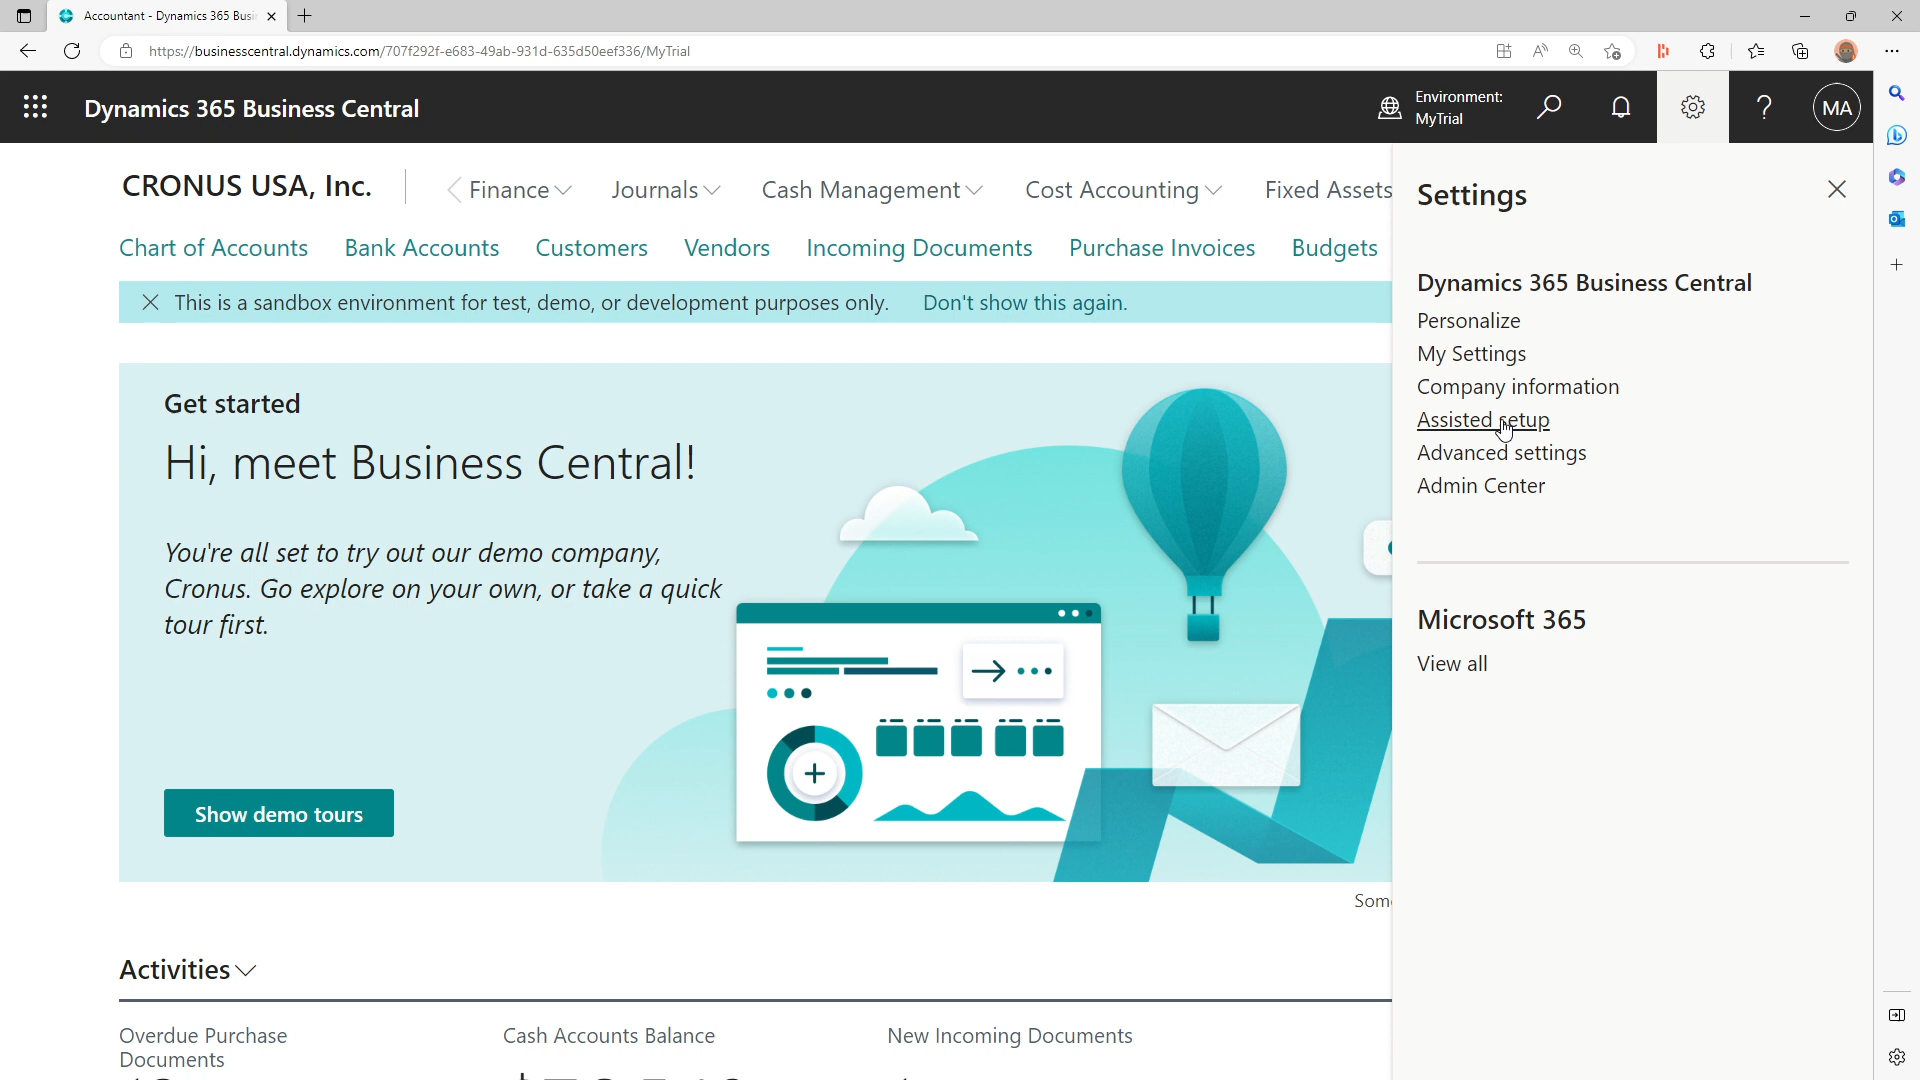 Accountant - Dynamics 365 Busi
https://businesscentral.dynamics.com/707f292f-e683-49ab-931d-635d50eef336/MyTrial
Dynamics 365 Business Central
Environment:
MyTrial
MA
CRONUS USA, Inc.
Finance Journals Cash Management Cost Accounting Fixed Assets
Chart of Accounts Bank Accounts Customers Vendors Incoming Documents Purchase Invoices Budgets
This is a sandbox environment for test, demo, or development purposes only. Don't show this again.
Get started
Hi, meet Business Central!
You're all set to try out our demo company,
Cronus. Go explore on your own, or take a quick
tour first.
Show demo tours
Som
Activities
Overdue Purchase
Documents
Cash Accounts Balance
New Incoming Documents
Settings
Dynamics 365 Business Central
Personalize
My Settings
Company information
Assisted setup
Advanced settings
Admin Center
Microsoft 365
View all